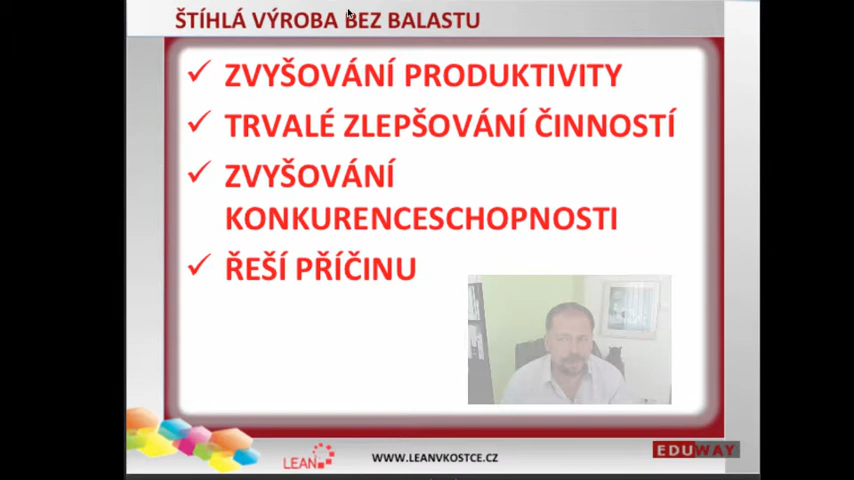 ŠTÍHLÁ VÝROBA BEZ BALASTU
ZVYŠOVÁNÍ PRODUKTIVITY
TRVALÉ ZLEPŠOVÁNÍ ČINNOSTÍ
ZVYŠOVÁNÍ
KONKURENCESCHOPNOSTI
ŘEŠÍ PŘÍČINU
LEAN
WWW.LEANVKOSTCE.CZ
EDUWAY